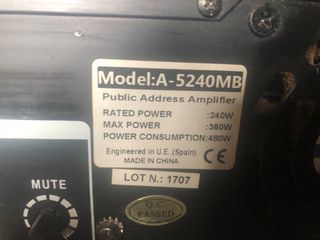 Model:A-5240MB
Public Address Amplifier
RATED POWER :240W
MAX POWER :360W
POWER CONSUMPTION:480W
Engineered in U.E. (Spain)
MADE IN CHINA
CE
LOT N.: 1707
MUTE
Q.C.
PASSED